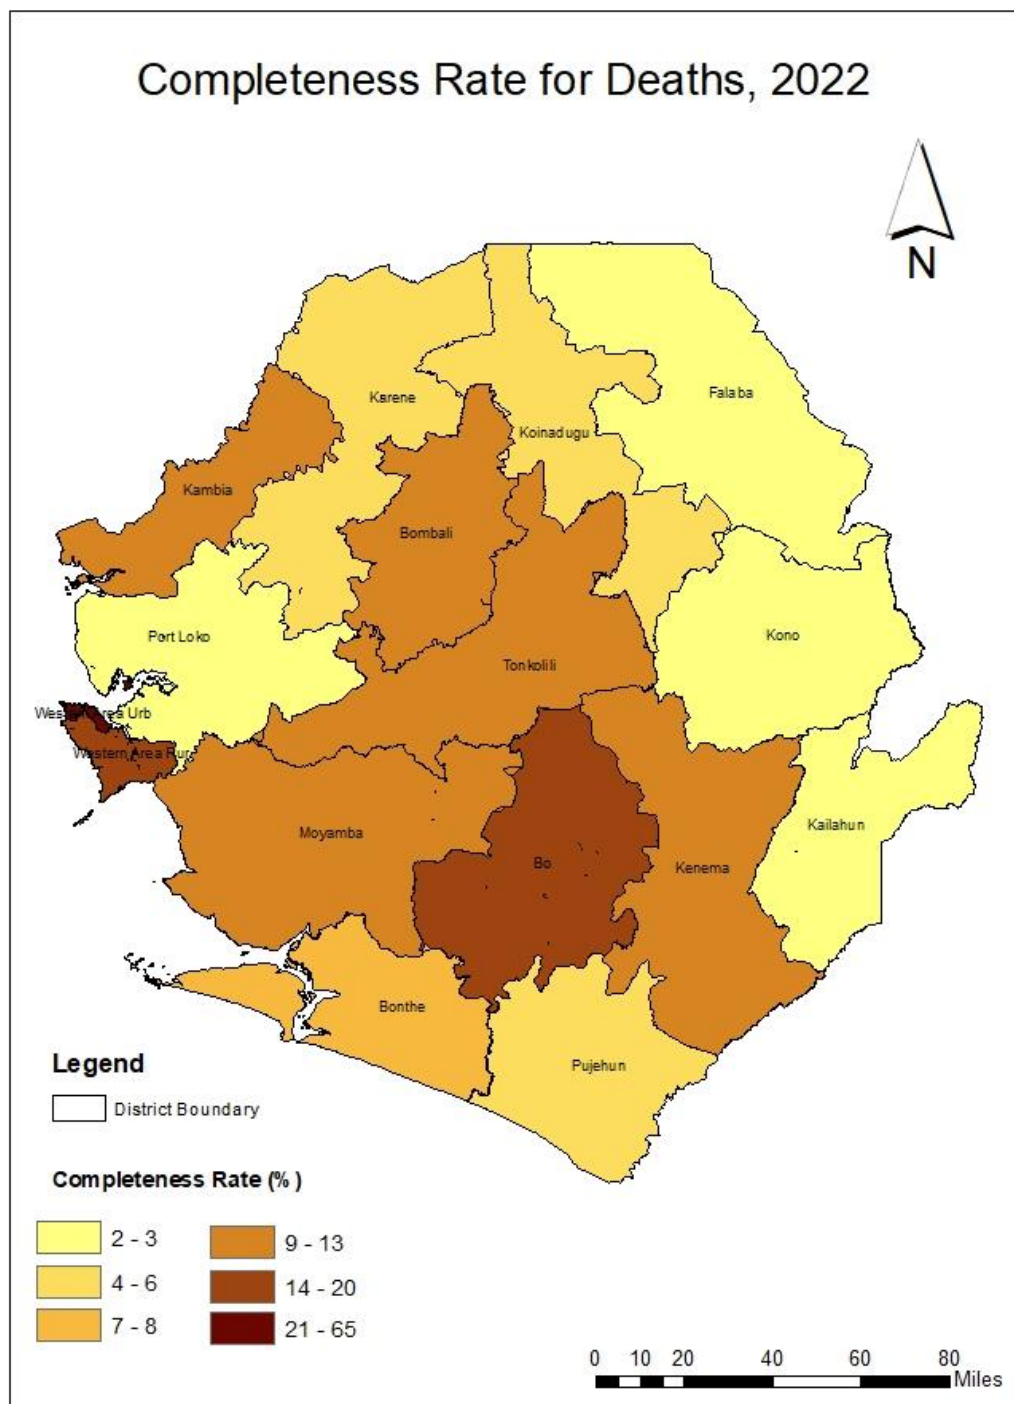 Completeness Rate for Deaths, 2022
N
Falaba
Karene
Koinadugu
Kambia
Bombali
Port Loko
Kono
Tonkolili
Western Area Urb
Western Area Rur
Moyamba
Kailahun
Bo
Kenema
Bonthe
Pujehun
Legend
District Boundary
Completeness Rate (%)
2 - 3
9 - 13
4 - 6
14 - 20
7 - 8
21 - 65
0 10 20 40 60 80
Miles